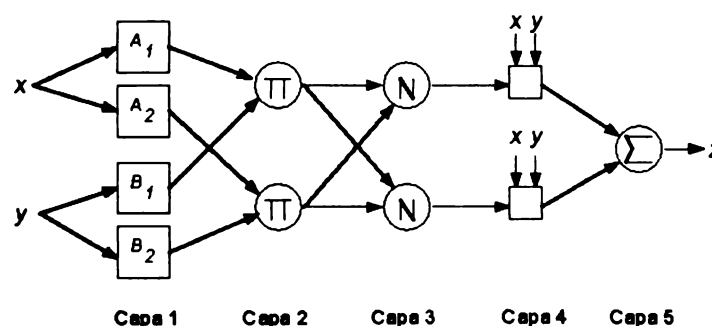 x y
A1
x
A2
Π N
x y
Σ z
B1
y
B2
Π N
Capa 1 Capa 2 Capa 3 Capa 4 Capa 5